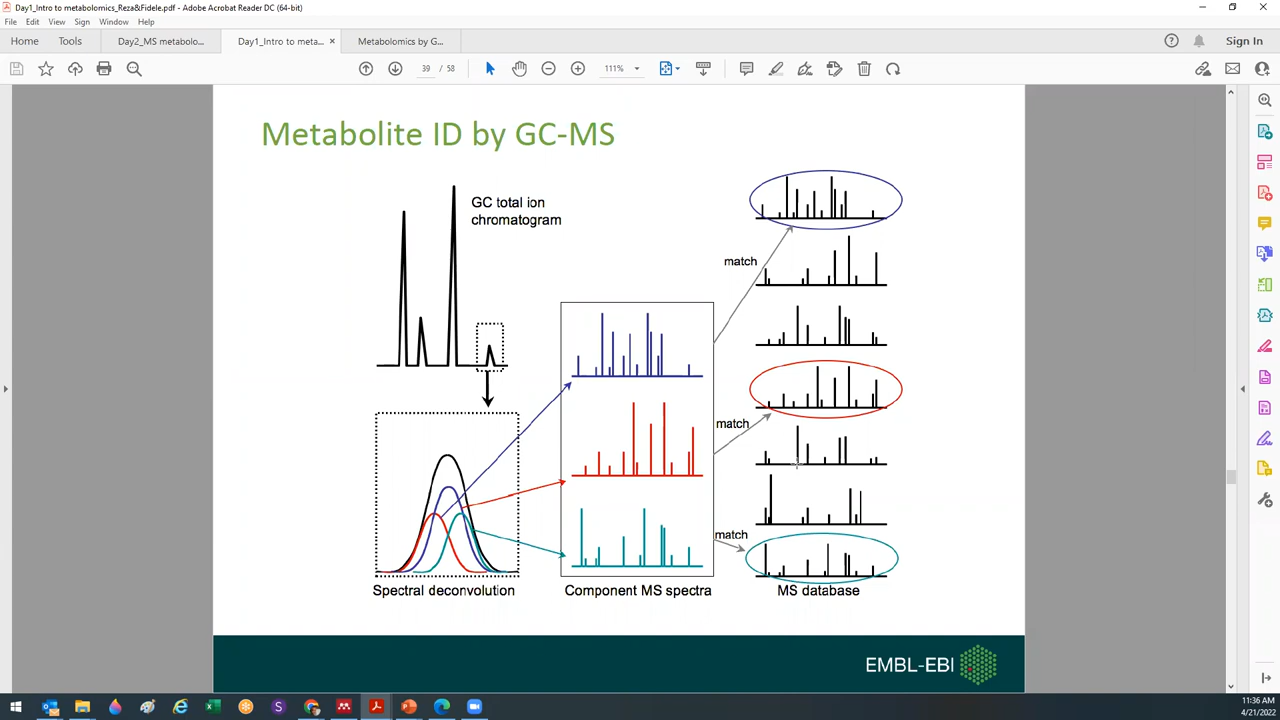 Day1_Intro to metabolomics_Reza&Fidele.pdf - Adobe Acrobat Reader DC (64-bit)
File Edit View Sign Window Help
Home Tools Day2_MS metabolo... Day1_Intro to meta... × Metabolomics by G... Sign In
39 / 58 111%
Metabolite ID by GC-MS
GC total ion
chromatogram
match
match
match
Spectral deconvolution Component MS spectra MS database
EMBL-EBI
11:36 AM
4/21/2022